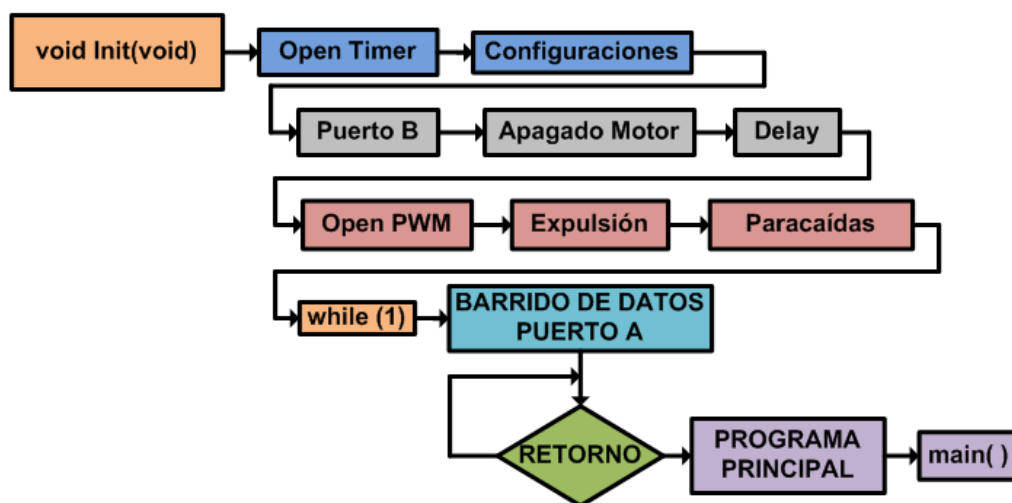 void Init(void)
Open Timer
Configuraciones
Puerto B
Apagado Motor
Delay
Open PWM
Expulsión
Paracaídas
while (1)
BARRIDO DE DATOS
PUERTO A
RETORNO
PROGRAMA
PRINCIPAL
main( )